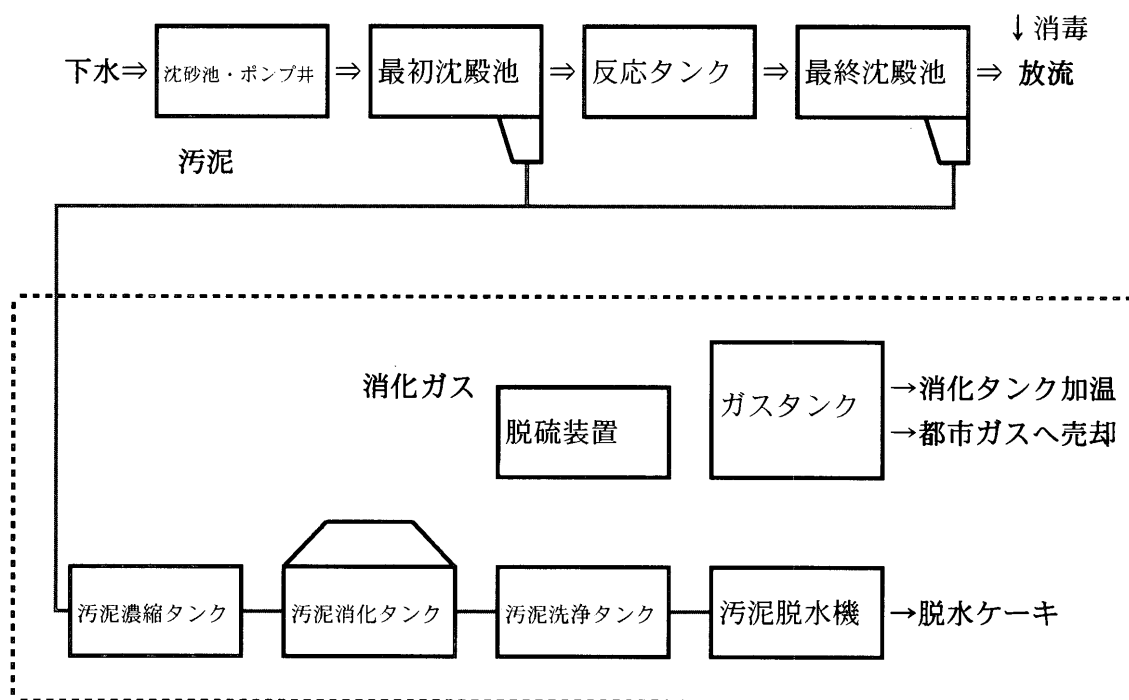 ↓消毒
下水⇒ 沈砂池・ポンプ井 ⇒ 最初沈殿池 ⇒ 反応タンク ⇒ 最終沈殿池 ⇒ 放流
汚泥
消化ガス
脱硫装置
ガスタンク
→消化タンク加温
→都市ガスへ売却
汚泥濃縮タンク
汚泥消化タンク
汚泥洗浄タンク
汚泥脱水機
→脱水ケーキ